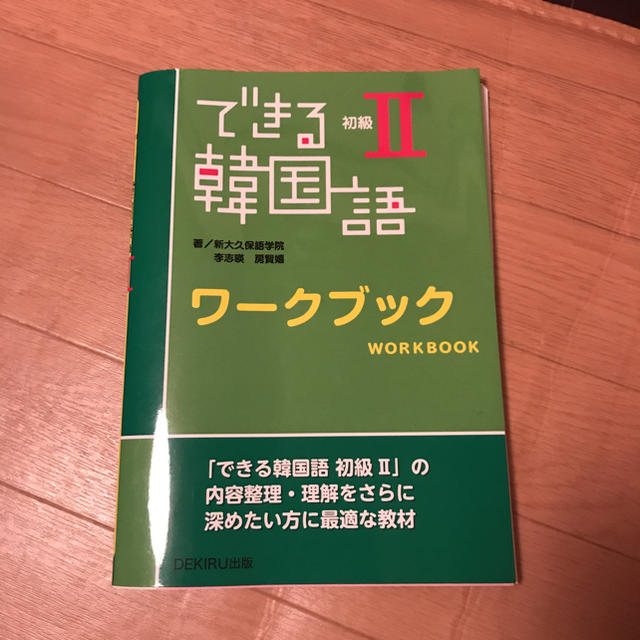 できる 初級 Ⅱ
韓国語
著／新大久保語学院
李志暎 房賢嬉
ワークブック
WORKBOOK
「できる韓国語 初級 Ⅱ」の
内容整理・理解をさらに
深めたい方に最適な教材
DEKIRU出版